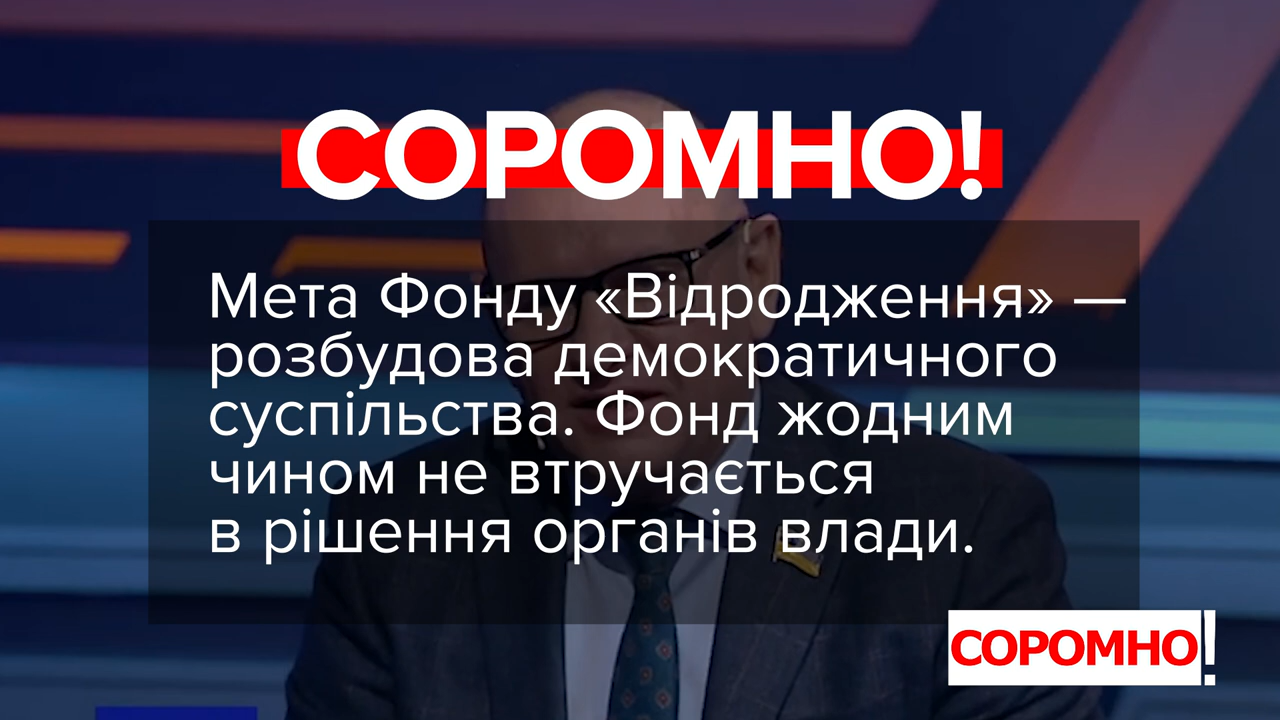 СОРОМНО!
Мета Фонду «Відродження» —
розбудова демократичного
суспільства. Фонд жодним
чином не втручається
в рішення органів влади.
СОРОМНО!